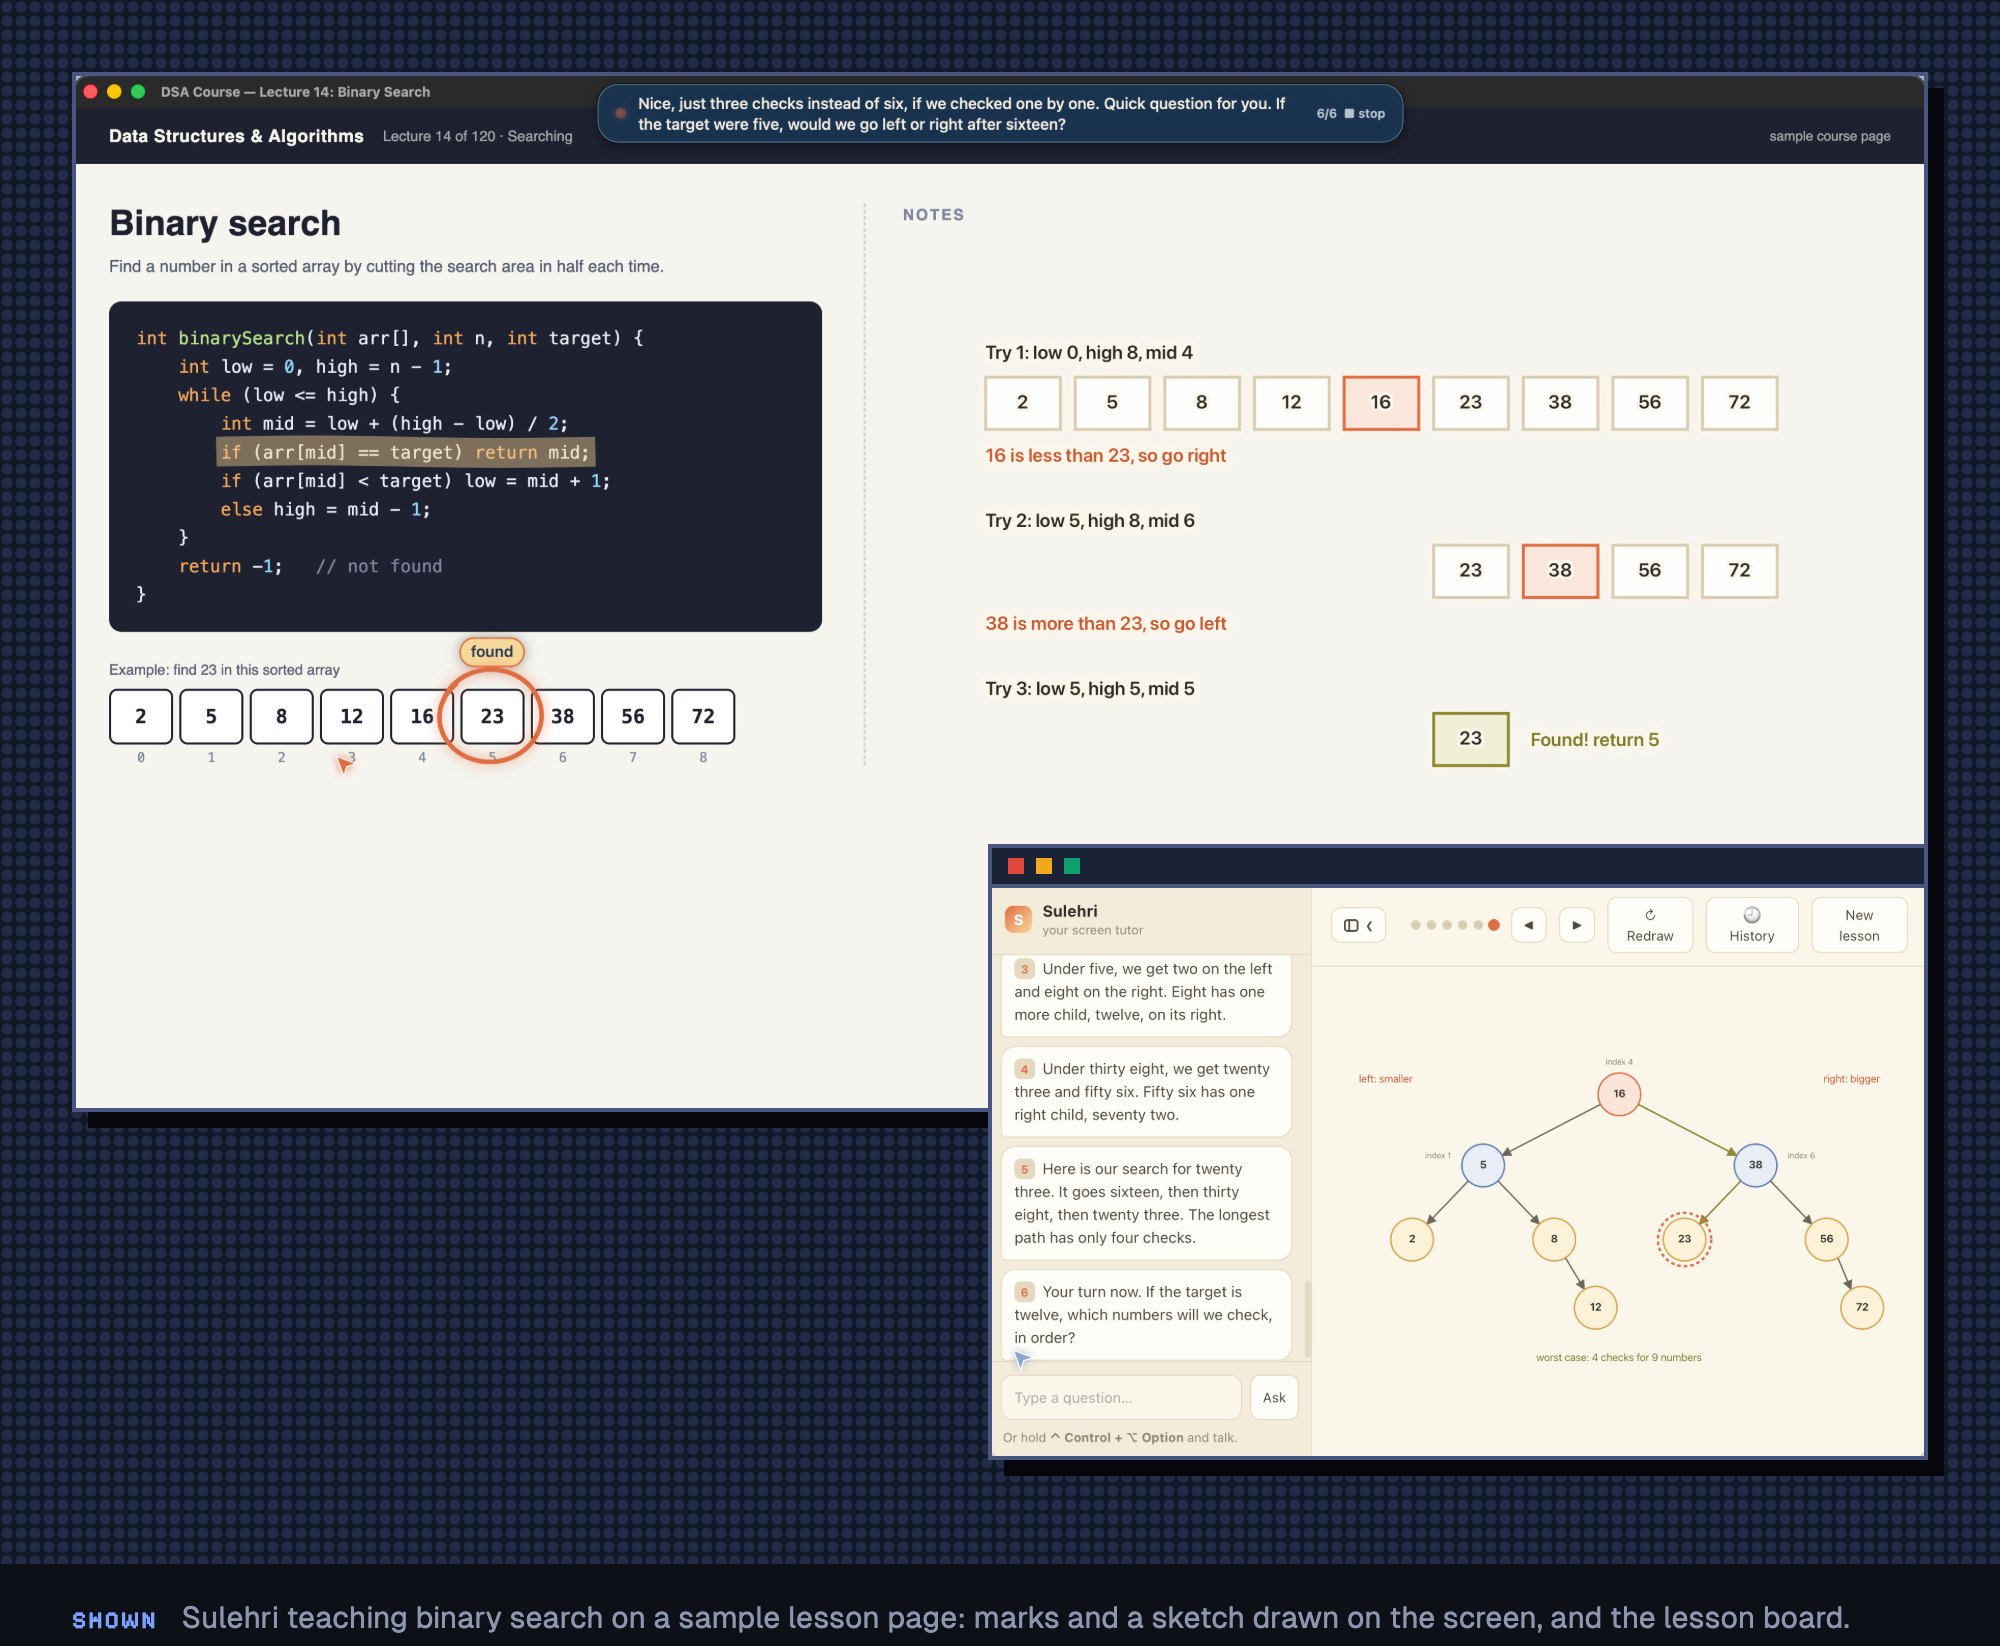 DSA Course — Lecture 14: Binary Search
Nice, just three checks instead of six, if we checked one by one. Quick question for you. If
the target were five, would we go left or right after sixteen?
6/6 stop
Data Structures & Algorithms Lecture 14 of 120 · Searching
sample course page
Binary search
Find a number in a sorted array by cutting the search area in half each time.
int binarySearch(int arr[], int n, int target) {
int low = 0, high = n - 1;
while (low <= high) {
int mid = low + (high - low) / 2;
if (arr[mid] == target) return mid;
if (arr[mid] < target) low = mid + 1;
else high = mid - 1;
}
return -1; // not found
}
found
Example: find 23 in this sorted array
2 5 8 12 16 23 38 56 72
0 1 2 3 4 5 6 7 8
NOTES
Try 1: low 0, high 8, mid 4
2 5 8 12 16 23 38 56 72
16 is less than 23, so go right
Try 2: low 5, high 8, mid 6
23 38 56 72
38 is more than 23, so go left
Try 3: low 5, high 5, mid 5
23 Found! return 5
S Sulehri
your screen tutor
3 Under five, we get two on the left
and eight on the right. Eight has one
more child, twelve, on its right.
4 Under thirty eight, we get twenty
three and fifty six. Fifty six has one
right child, seventy two.
5 Here is our search for twenty
three. It goes sixteen, then thirty
eight, then twenty three. The longest
path has only four checks.
6 Your turn now. If the target is
twelve, which numbers will we check,
in order?
Type a question...
Ask
Or hold ^ Control + ⌥ Option and talk.
Redraw
History
New
lesson
index 4
left: smaller
right: bigger
16
index 1 5 38 index 6
2 8 23 56
12 72
worst case: 4 checks for 9 numbers
SHOWN Sulehri teaching binary search on a sample lesson page: marks and a sketch drawn on the screen, and the lesson board.